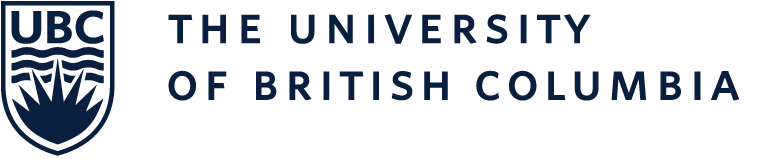 UBC
THE UNIVERSITY
OF BRITISH COLUMBIA